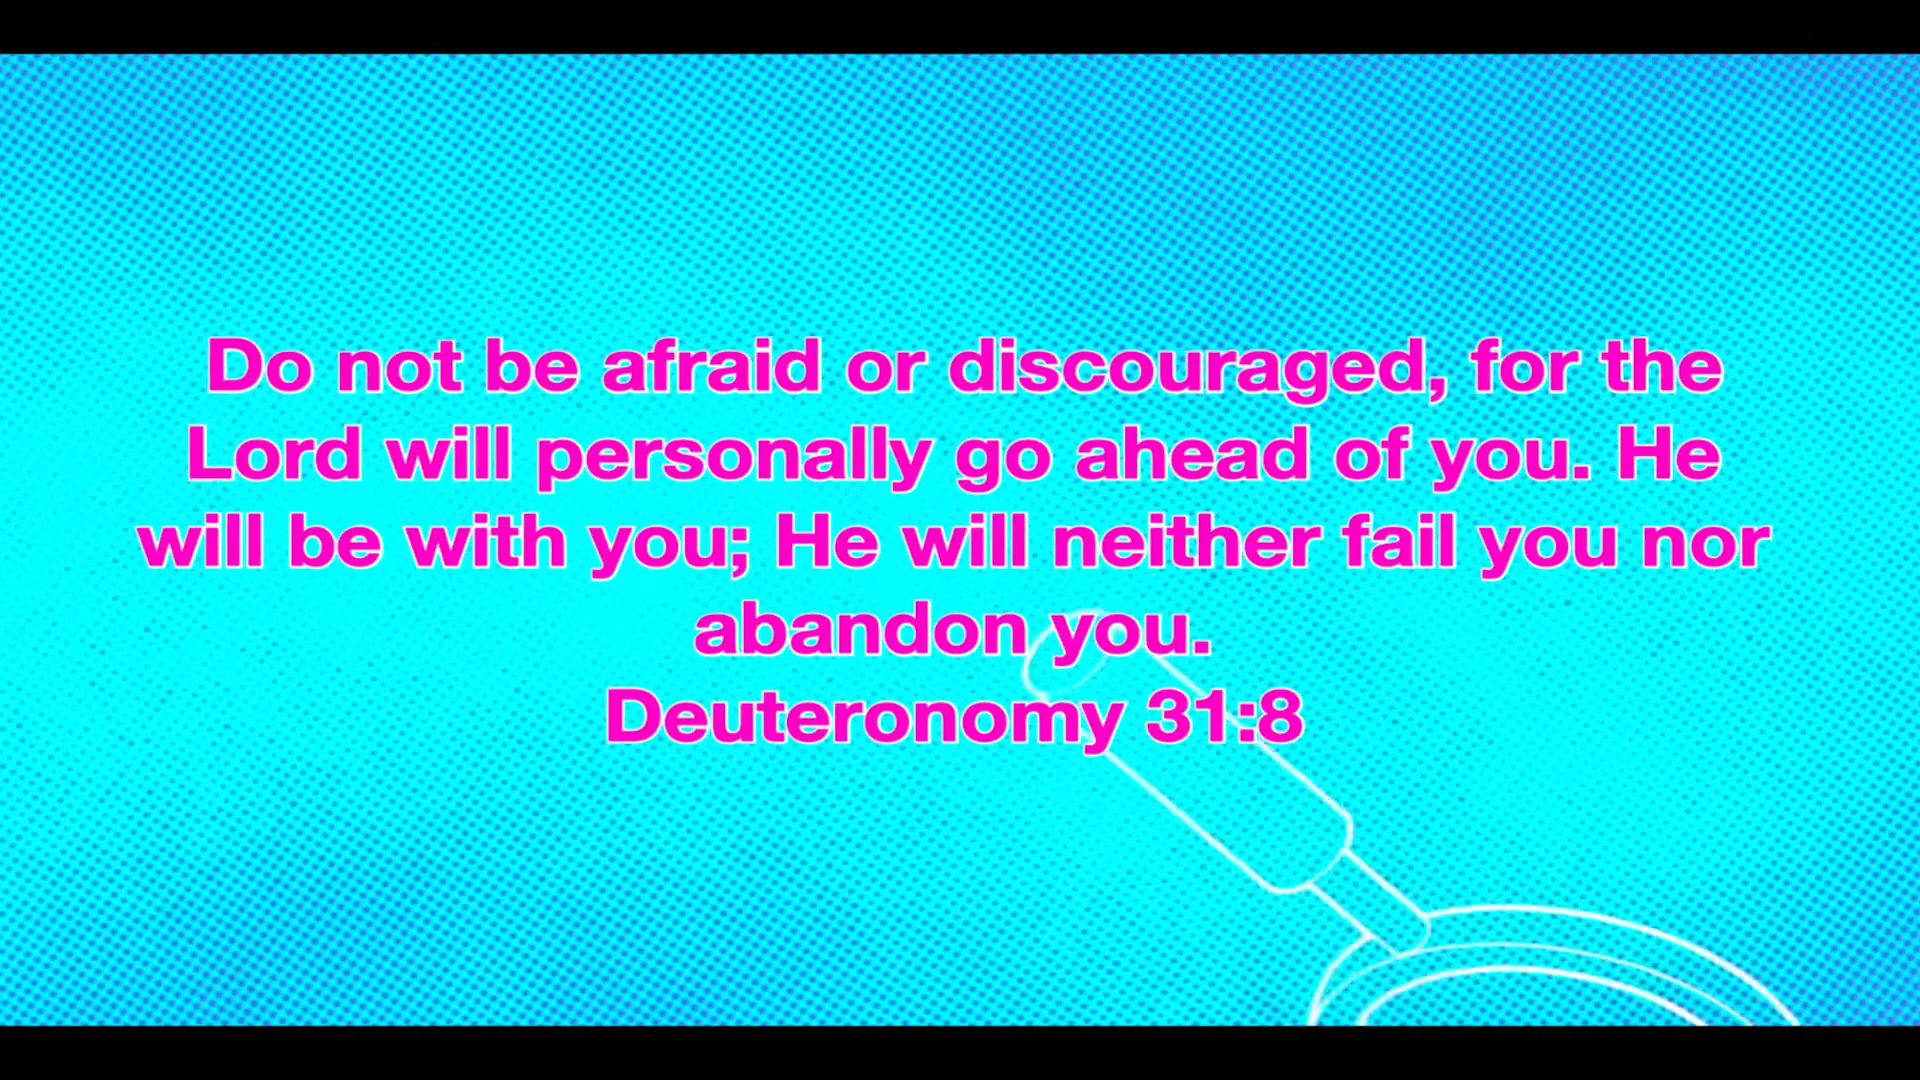 Do not be afraid or discouraged, for the
Lord will personally go ahead of you. He
will be with you; He will neither fail you nor
abandon you.
Deuteronomy 31:8